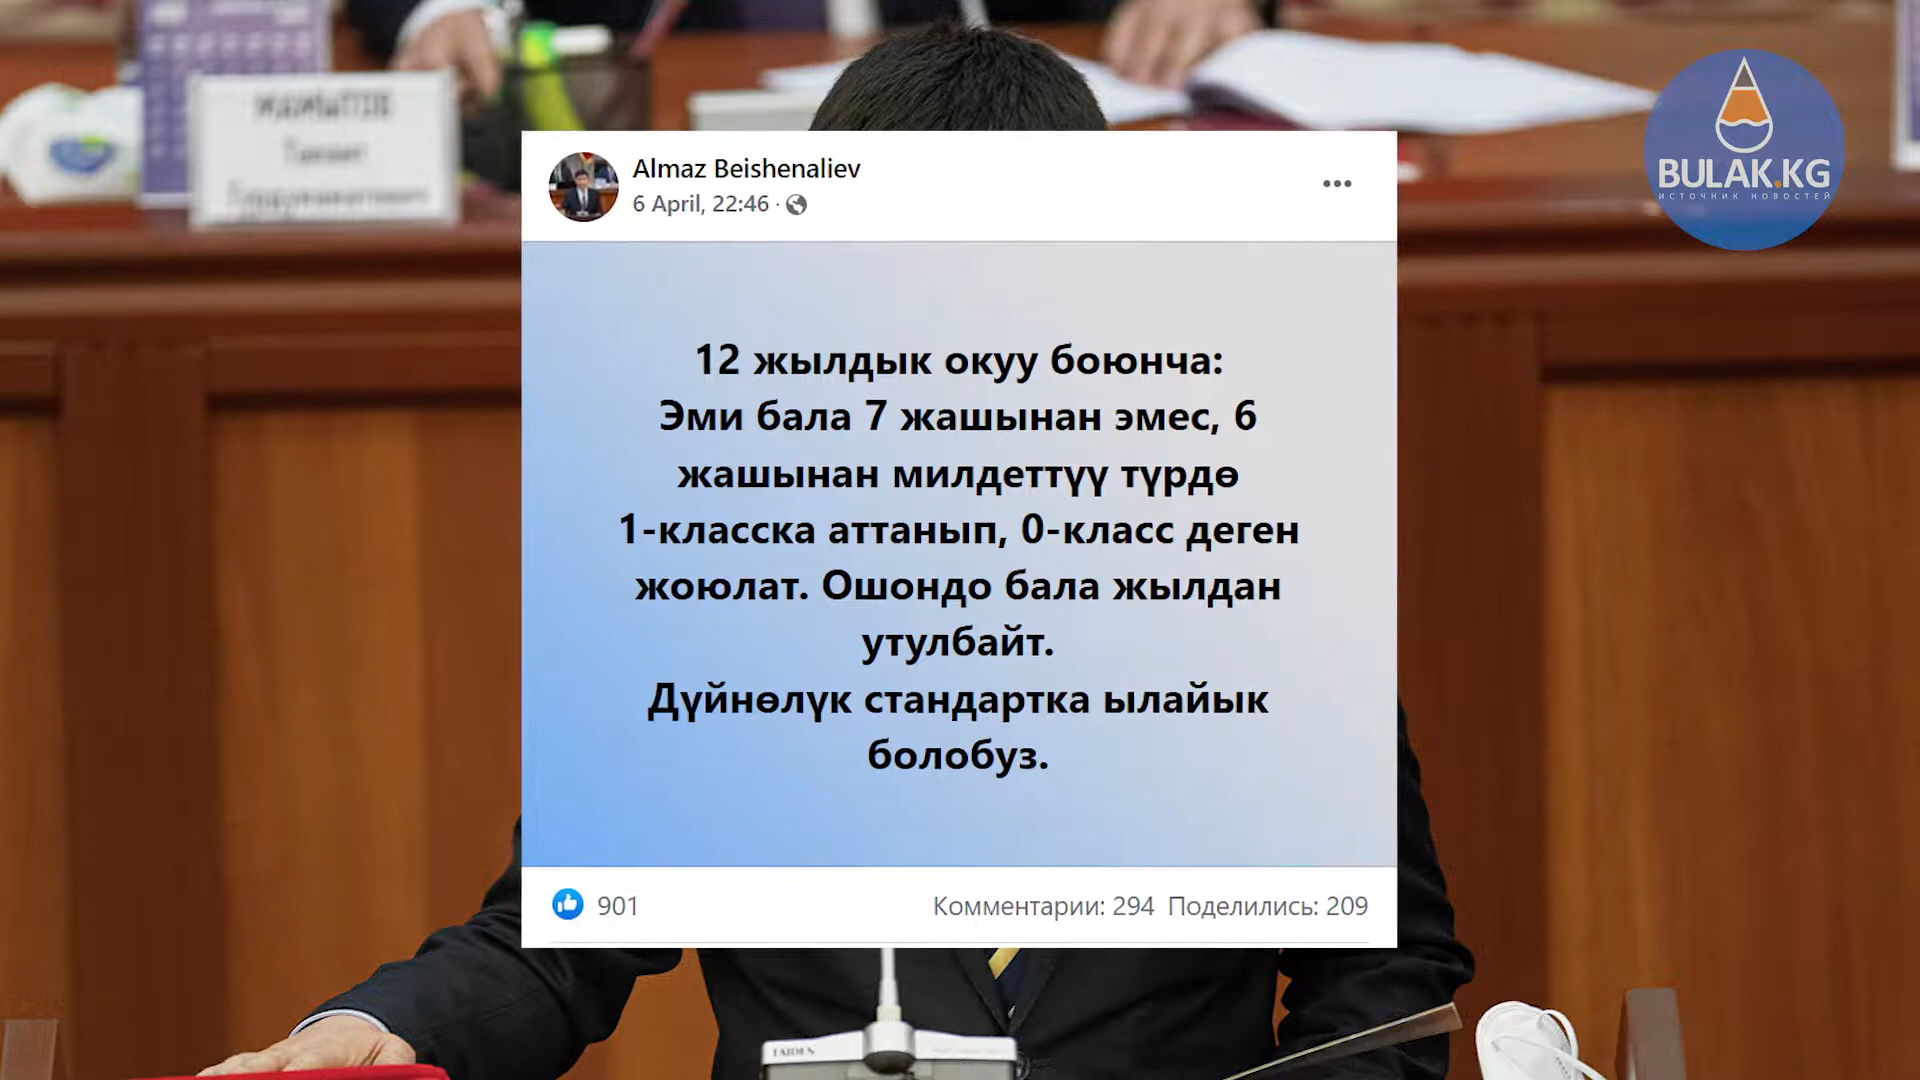 ЖАМЫТОВ
Almaz Beishenaliev
6 April, 22:46
12 жылдык окуу боюнча:
Эми бала 7 жашынан эмес, 6
жашынан милдеттүү түрдө
1-класска аттанып, 0-класс деген
жоюлат. Ошондо бала жылдан
утулбайт.
Дүйнөлүк стандартка ылайык
болобуз.
901
Комментарии: 294 Поделились: 209
BULAK.KG
ИСТОЧНИК НОВОСТЕЙ
TAIDEN